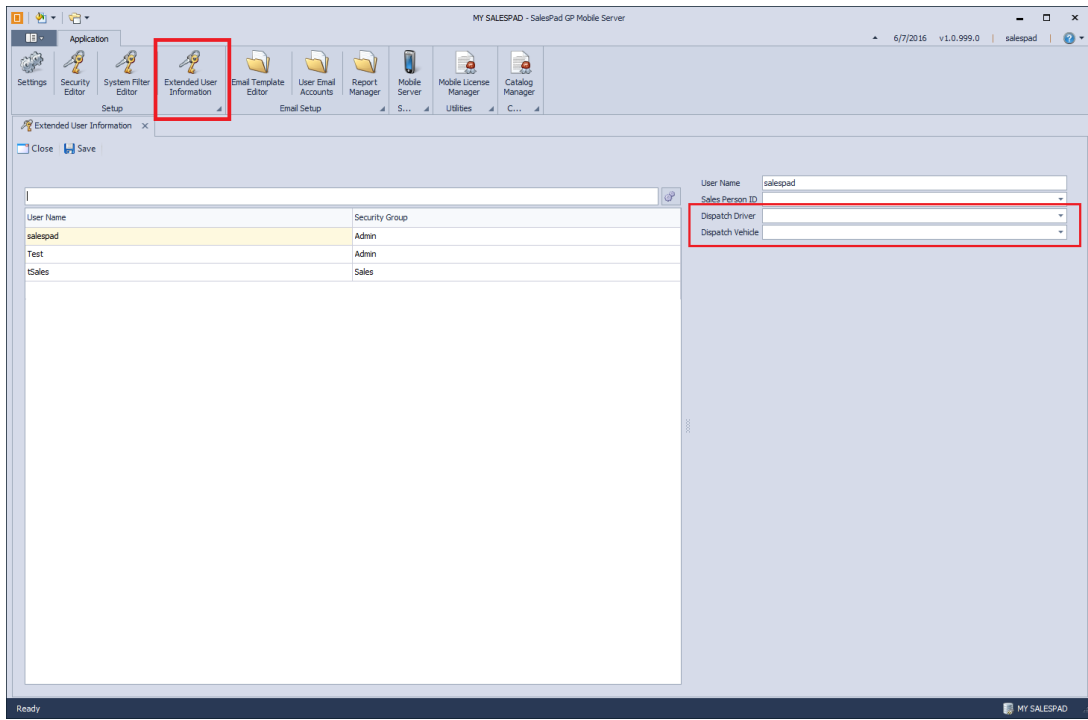 MY SALESPAD - SalesPad GP Mobile Server
Application
6/7/2016 v1.0.999.0 | salespad |
Settings
Security Editor
System Filter Editor
Extended User Information
Email Template Editor
User Email Accounts
Report Manager
Mobile Server
Mobile License Manager
Catalog Manager
Setup
Email Setup
S...
Utilities
C...
Extended User Information
Close
Save
User Name salespad
Sales Person ID
Dispatch Driver
Dispatch Vehicle
User Name Security Group
salespad Admin
Test Admin
tSales Sales
Ready MY SALESPAD